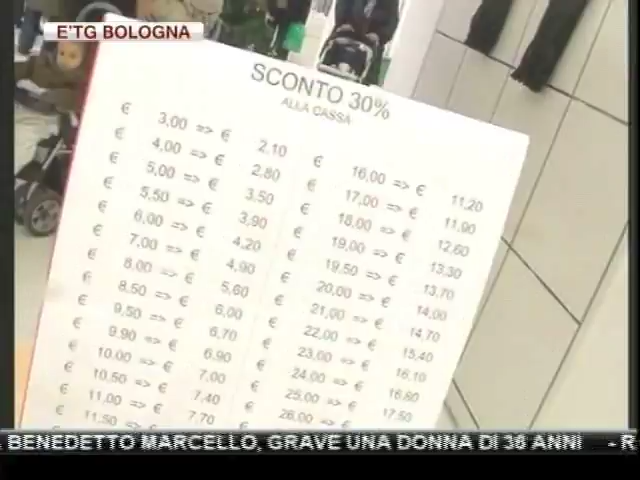 E'TG BOLOGNA
SCONTO 30%
ALLA CASSA
€ 3,00 => € 2,10
€ 4,00 => € 2,80
€ 5,00 => € 3,50
€ 5,50 => € 3,90
€ 6,00 => € 4,20
€ 7,00 => € 4,90
€ 8,00 => € 5,60
€ 8,50 => € 6,00
€ 9,50 => € 6,70
€ 9,90 => € 6,90
€ 10,00 => € 7,00
€ 10,50 => € 7,40
€ 11,00 => € 7,70
€ 11,50 =>
€ 16,00 => € 11,20
€ 17,00 => € 11,90
€ 18,00 => € 12,60
€ 19,00 => € 13,30
€ 19,50 => € 13,70
€ 20,00 => € 14,00
€ 21,00 => € 14,70
€ 22,00 => € 15,40
€ 23,00 => € 16,10
€ 24,00 => € 16,80
€ 25,00 => € 17,50
€ 26,00 => €
BENEDETTO MARCELLO, GRAVE UNA DONNA DI 36 ANNI - R